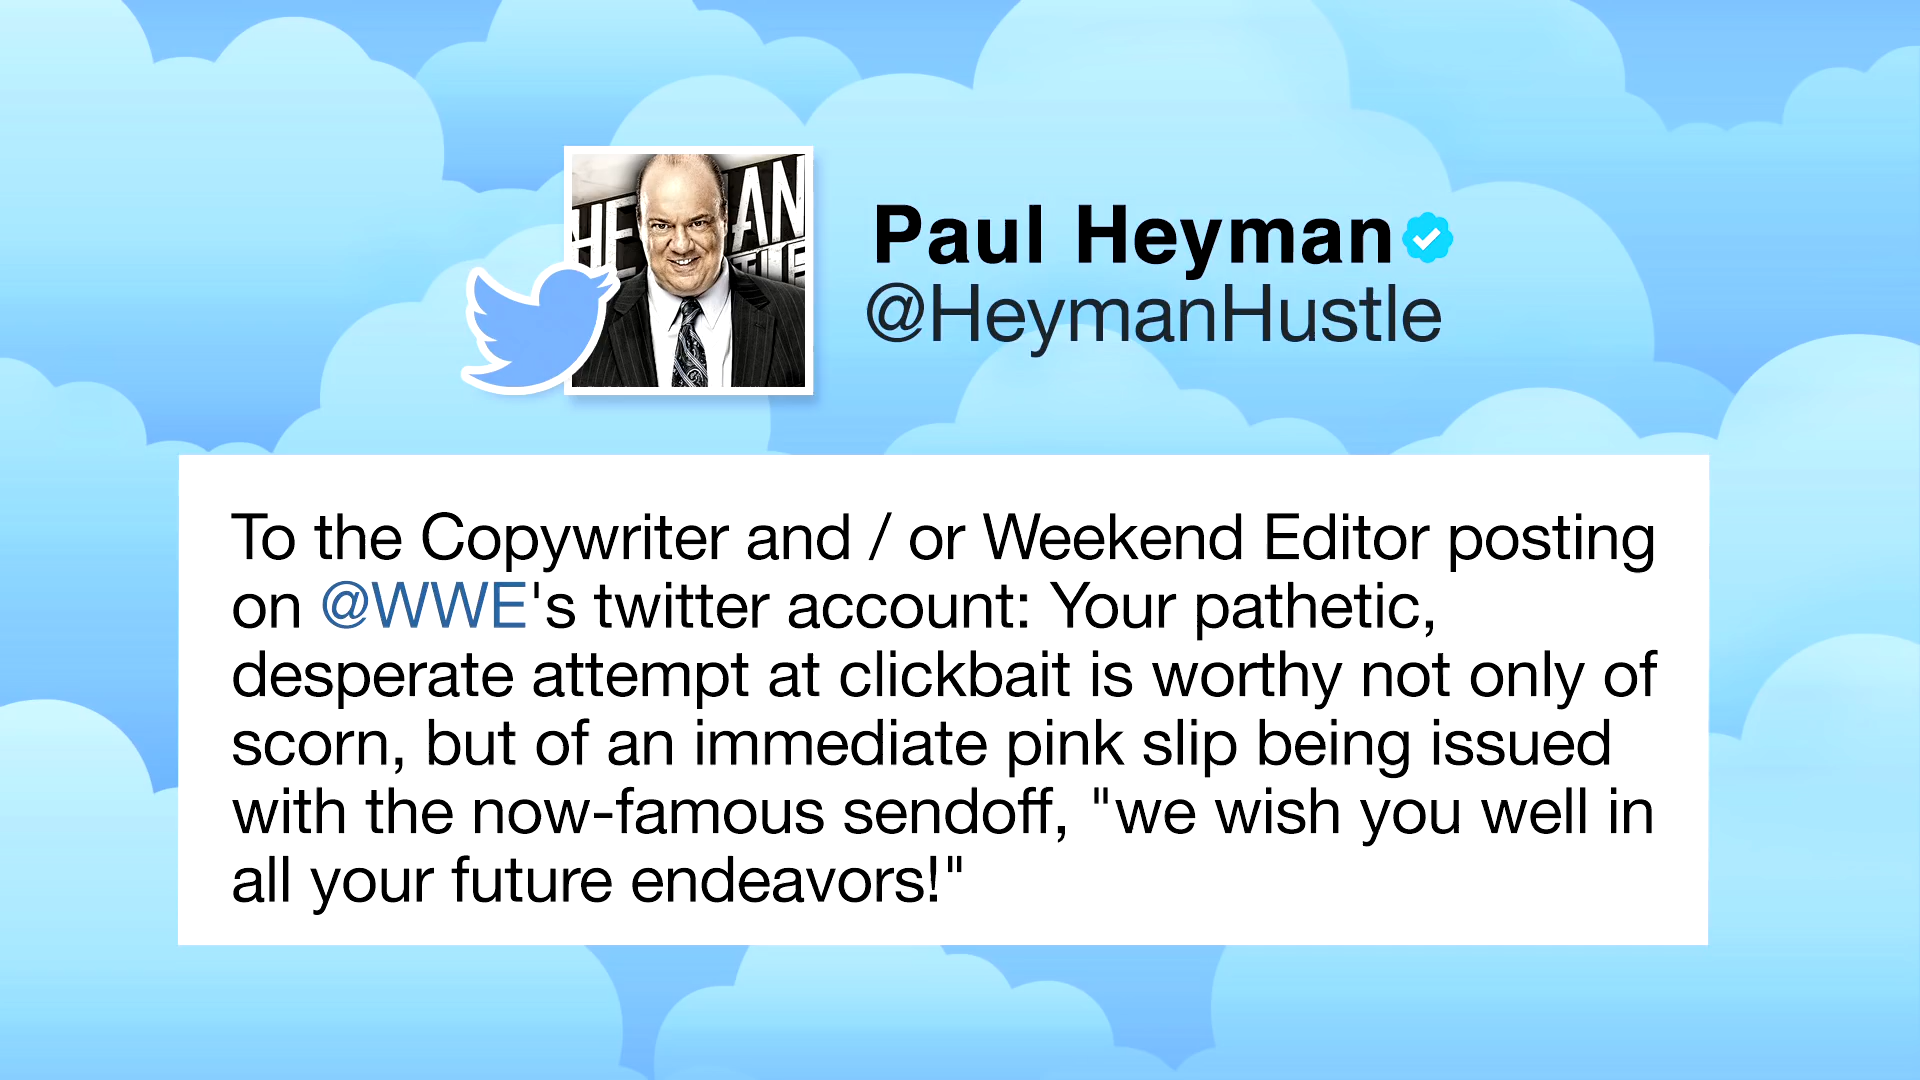 HEYMAN
Paul Heyman
@HeymanHustle
To the Copywriter and / or Weekend Editor posting
on @WWE's twitter account: Your pathetic,
desperate attempt at clickbait is worthy not only of
scorn, but of an immediate pink slip being issued
with the now-famous sendoff, "we wish you well in
all your future endeavors!"